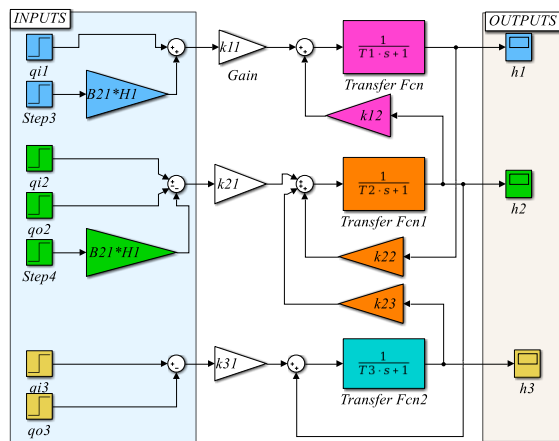 INPUTS
OUTPUTS
qi1
k11
Gain
1
T1·s+1
Transfer Fcn
h1
B21*H1
Step3
k12
qi2
k21
1
T2·s+1
Transfer Fcn1
h2
qo2
B21*H1
Step4
k22
k23
qi3
k31
1
T3·s+1
Transfer Fcn2
h3
qo3